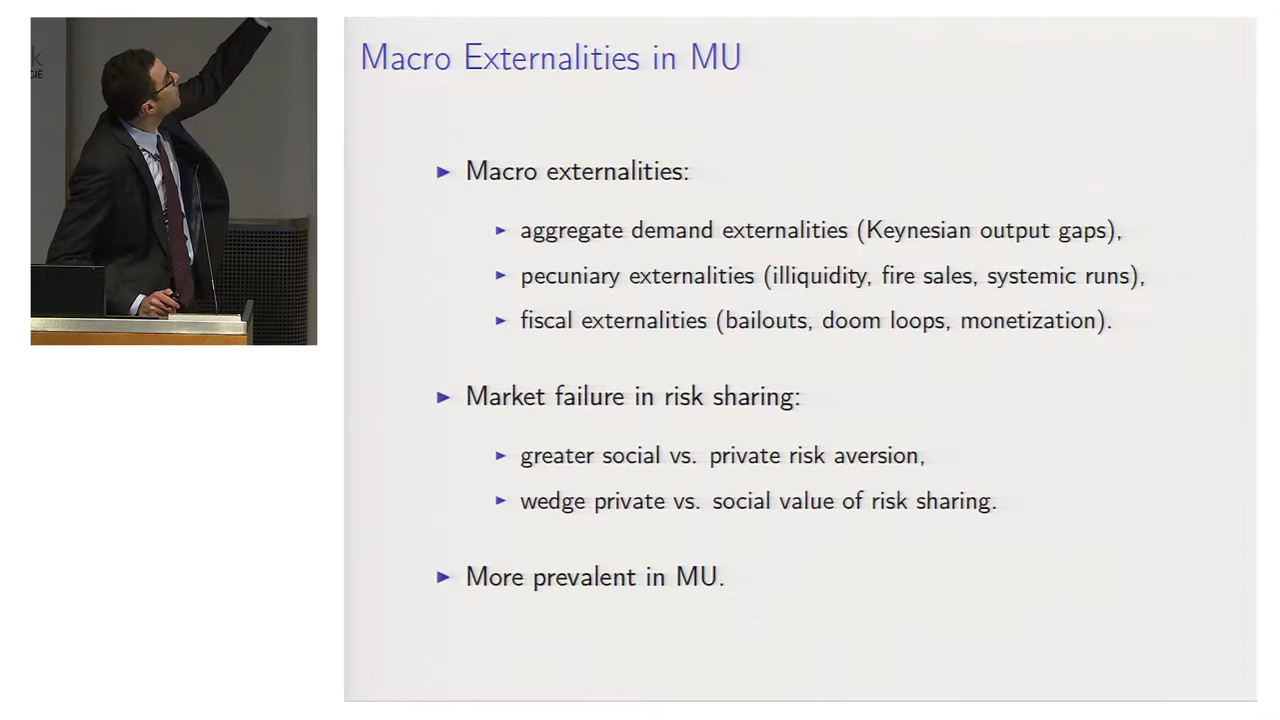 Macro Externalities in MU
Macro externalities:
aggregate demand externalities (Keynesian output gaps),
pecuniary externalities (illiquidity, fire sales, systemic runs),
fiscal externalities (bailouts, doom loops, monetization).
Market failure in risk sharing:
greater social vs. private risk aversion,
wedge private vs. social value of risk sharing.
More prevalent in MU.